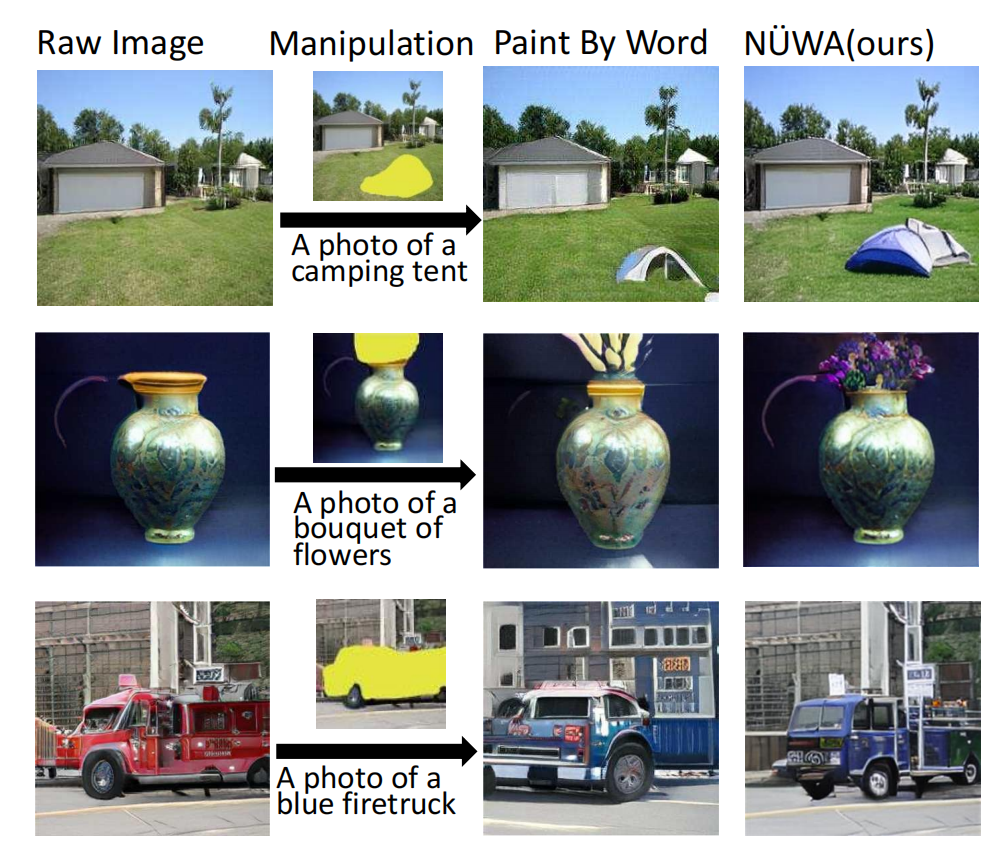 Raw Image
Manipulation
Paint By Word
NÜWA(ours)
A photo of a
camping tent
A photo of a
bouquet of
flowers
A photo of a
blue firetruck